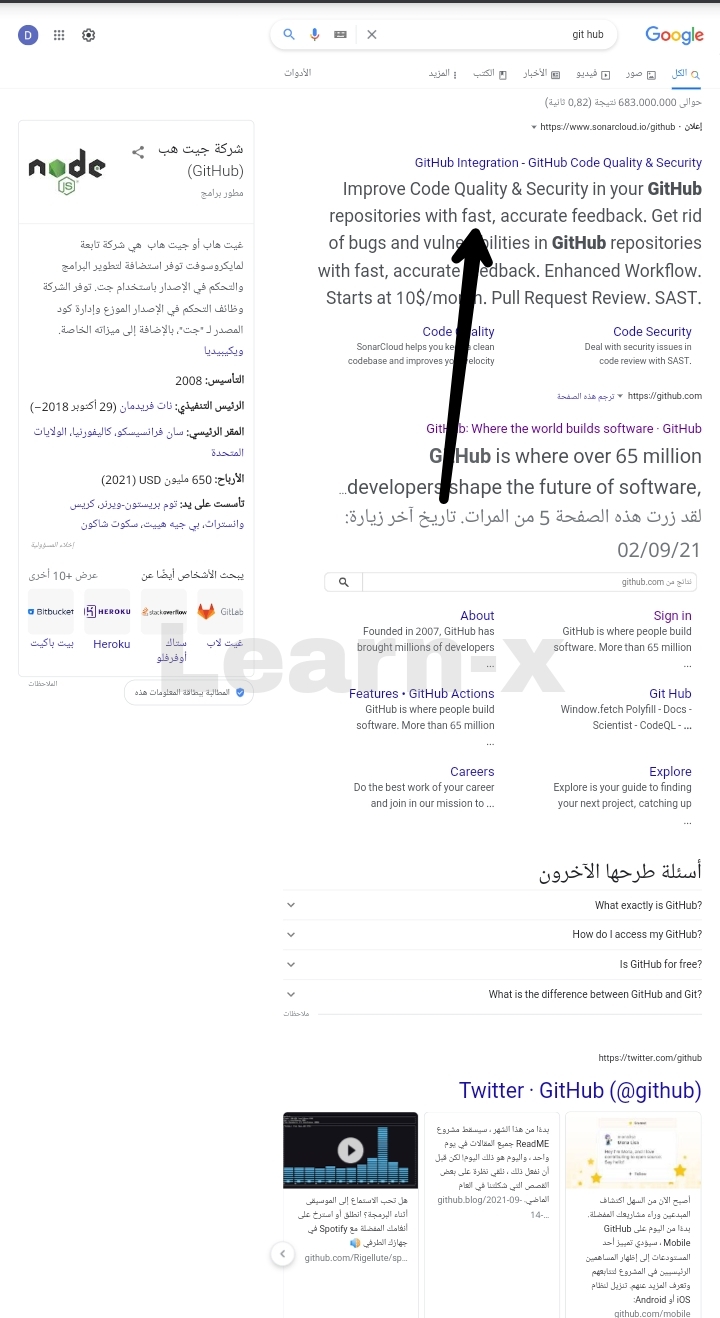 Google
git hub
D
الكل
صور
فيديو
الأخبار
الكتب
المزيد
الأدوات
حوالى 683.000.000 نتيجة (0,82 ثانية)
إعلان · https://www.sonarcloud.io/github
GitHub Integration - GitHub Code Quality & Security
Improve Code Quality & Security in your GitHub
repositories with fast, accurate feedback. Get rid
of bugs and vulnerabilities in GitHub repositories
with fast, accurate feedback. Enhanced Workflow.
Starts at 10$/month. Pull Request Review. SAST.
Code Security
Deal with security issues in
code review with SAST.
Code Quality
SonarCloud helps you keep a clean
codebase and improves your velocity
https://github.com
ترجم هذه الصفحة
GitHub: Where the world builds software · GitHub
GitHub is where over 65 million
developers shape the future of software, ...
لقد زرت هذه الصفحة 5 من المرات. تاريخ آخر زيارة:
02/09/21
نتائج من github.com
Sign in
GitHub is where people build
software. More than 65 million
...
About
Founded in 2007, GitHub has
brought millions of developers
...
Git Hub
Window.fetch Polyfill - Docs -
Scientist - CodeQL - ...
Features • GitHub Actions
GitHub is where people build
software. More than 65 million
...
Explore
Explore is your guide to finding
your next project, catching up
...
Careers
Do the best work of your career
and join in our mission to ...
أسئلة طرحها الآخرون
What exactly is GitHub?
How do I access my GitHub?
Is GitHub for free?
What is the difference between GitHub and Git?
ملاحظات
https://twitter.com/github
Twitter · GitHub (@github)
أصبح الآن من السهل اكتشاف
المبدعين وراء مشاريعك المفضلة.
بدءًا من اليوم على GitHub
Mobile ، سيؤدي تمييز أحد
المستودعات إلى إظهار المساهمين
الرئيسيين في المشروع لتتابعهم
وتعرف المزيد عنهم. تنزيل لنظام
iOS أو Android:
github.com/mobile
بدءًا من هذا الشهر ، سيسقط مشروع
ReadME جميع المقالات في يوم
واحد ، واليوم هو ذلك اليوم! لكن قبل
أن نفعل ذلك ، نلقي نظرة على بعض
القصص التي شكلتنا في العام
الماضي. github.blog/2021-09-
14-...
هل تحب الاستماع إلى الموسيقى
أثناء البرمجة؟ انطلق أو استرخ على
أنغامك المفضلة مع Spotify في
جهازك الطرفي.
github.com/Rigellute/sp...
شركة جيت هب
(GitHub)
مطور برامج
node
JS
غيت هاب أو جيت هاب هي شركة تابعة
لمايكروسوفت توفر استضافة لتطوير البرامج
والتحكم في الإصدار باستخدام جت. توفر الشركة
وظائف التحكم في الإصدار الموزع وإدارة كود
المصدر لـ "جت"، بالإضافة إلى ميزاته الخاصة.
ويكيبيديا
التأسيس: 2008
الرئيس التنفيذي: نات فريدمان (29 أكتوبر 2018–)
المقر الرئيسي: سان فرانسيسكو، كاليفورنيا، الولايات
المتحدة
الأرباح: 650 مليون USD (2021)
تأسست على يد: توم بريستون-ويرنر، كريس
وانستراث، بي جيه هييت، سكوت شاكون
إخلاء المسؤولية
يبحث الأشخاص أيضًا عن
عرض +10 أخرى
GitLab
stackoverflow
HEROKU
Bitbucket
غيت لاب
ستاك
أوفرفلو
Heroku
بيت باكيت
الملاحظات
المطالبة ببطاقة المعلومات هذه
Learn-x